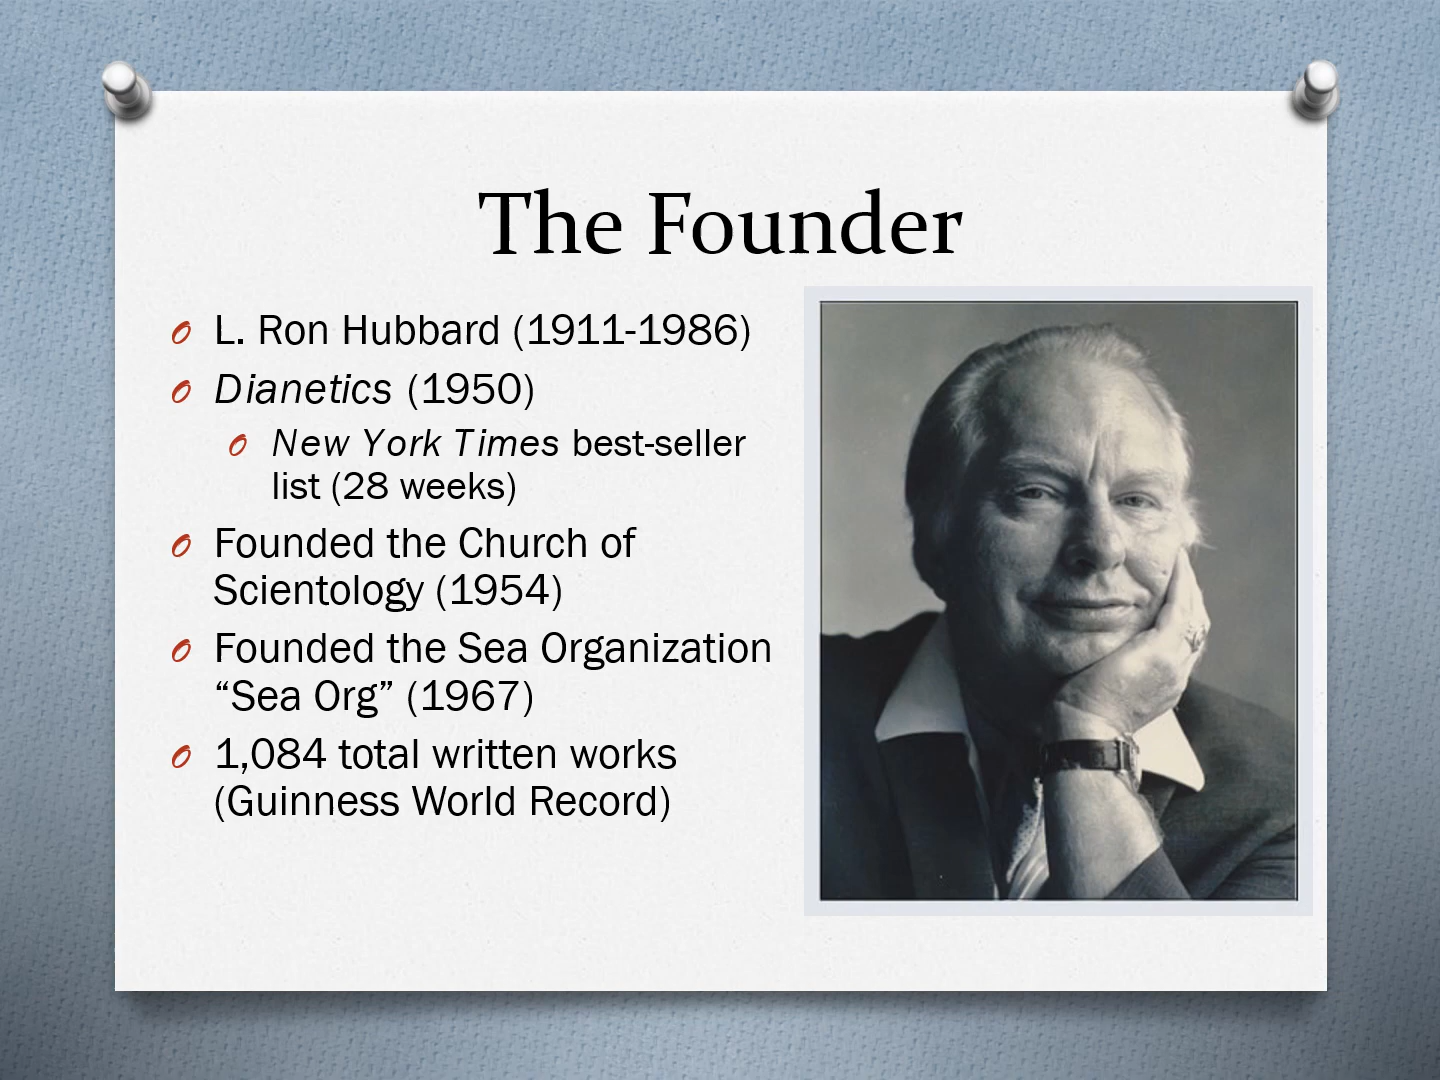 The Founder
L. Ron Hubbard (1911-1986)
Dianetics (1950)
New York Times best-seller
list (28 weeks)
Founded the Church of
Scientology (1954)
Founded the Sea Organization
“Sea Org” (1967)
1,084 total written works
(Guinness World Record)